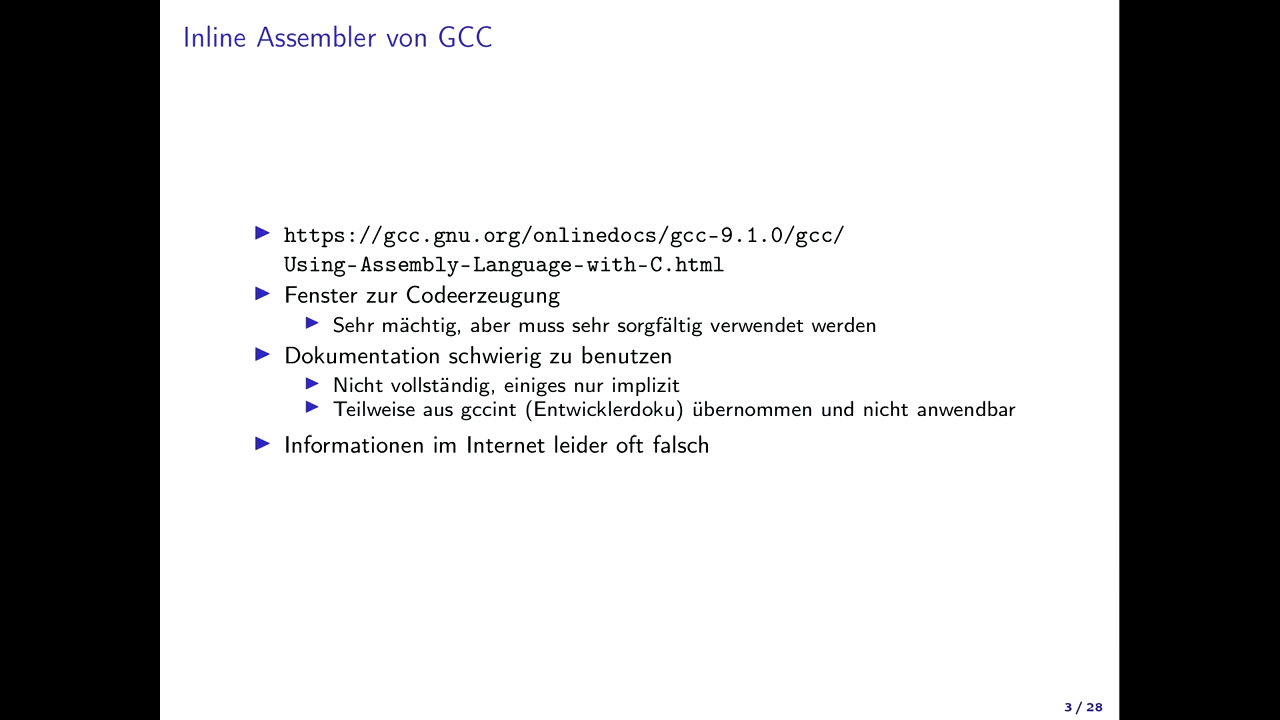 Inline Assembler von GCC
https://gcc.gnu.org/onlinedocs/gcc-9.1.0/gcc/
Using-Assembly-Language-with-C.html
Fenster zur Codeerzeugung
Sehr mächtig, aber muss sehr sorgfältig verwendet werden
Dokumentation schwierig zu benutzen
Nicht vollständig, einiges nur implizit
Teilweise aus gccint (Entwicklerdoku) übernommen und nicht anwendbar
Informationen im Internet leider oft falsch
3 / 28